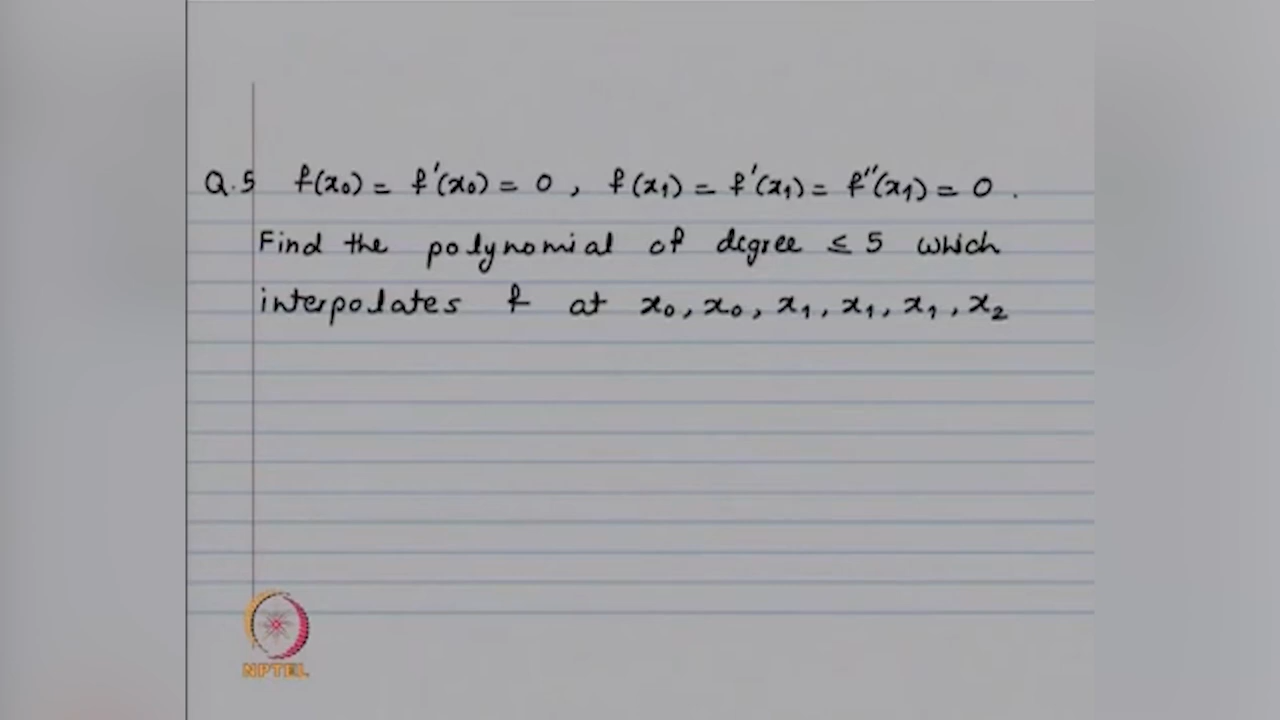 Q.5 f(x₀) = f'(x₀) = 0, f(x₁) = f'(x₁) = f''(x₁) = 0.
Find the polynomial of degree ≤ 5 which
interpolates f at x₀, x₀, x₁, x₁, x₁, x₂
NPTEL